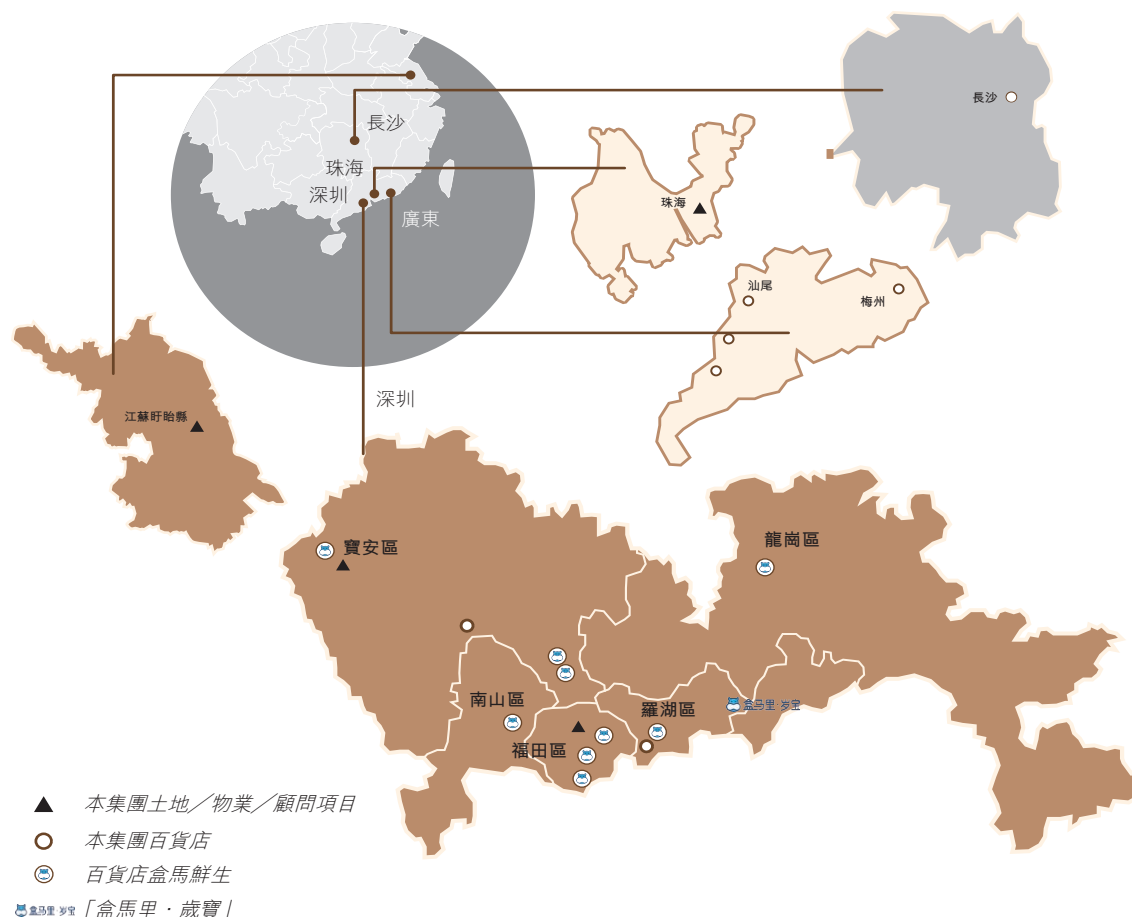 長沙
長沙
珠海
深圳
廣東
珠海
汕尾
梅州
深圳
江蘇盱眙縣
寶安區
龍崗區
南山區
羅湖區
盒马里·岁宝
福田區
本集團土地／物業／顧問項目
本集團百貨店
百貨店盒馬鮮生
盒马里·岁宝 「盒馬里·歲寶」